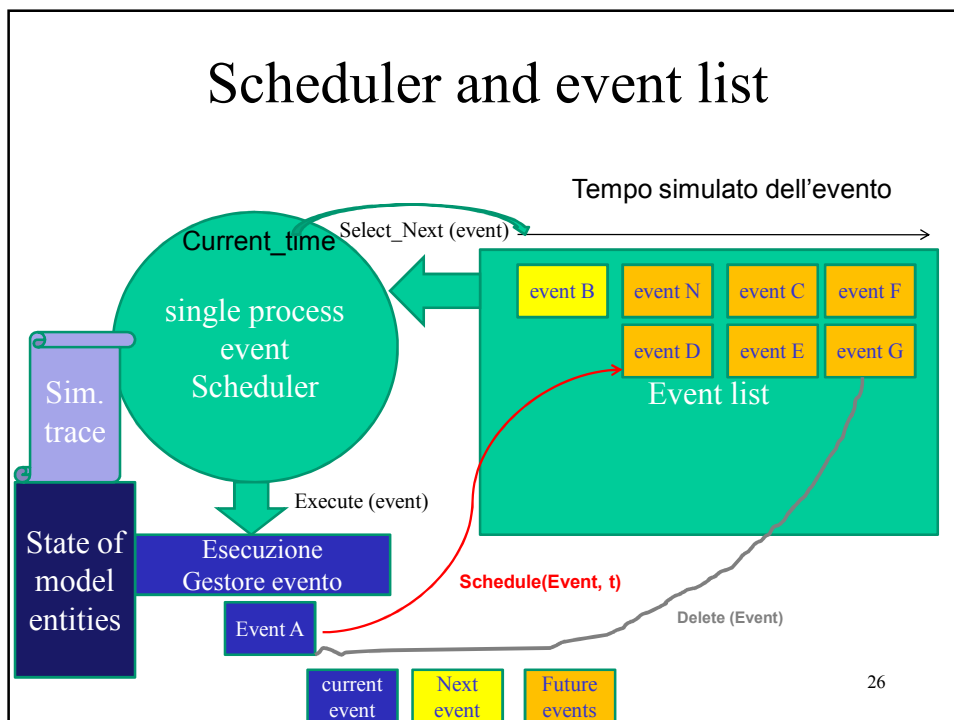 Scheduler and event list
Tempo simulato dell'evento
Select_Next (event)
Current_time
single process
event
Scheduler
event B
event N
event C
event F
event D
event E
event G
Event list
Sim.
trace
Execute (event)
State of
model
entities
Esecuzione
Gestore evento
Event A
Schedule(Event, t)
Delete (Event)
current
event
Next
event
Future
events
26